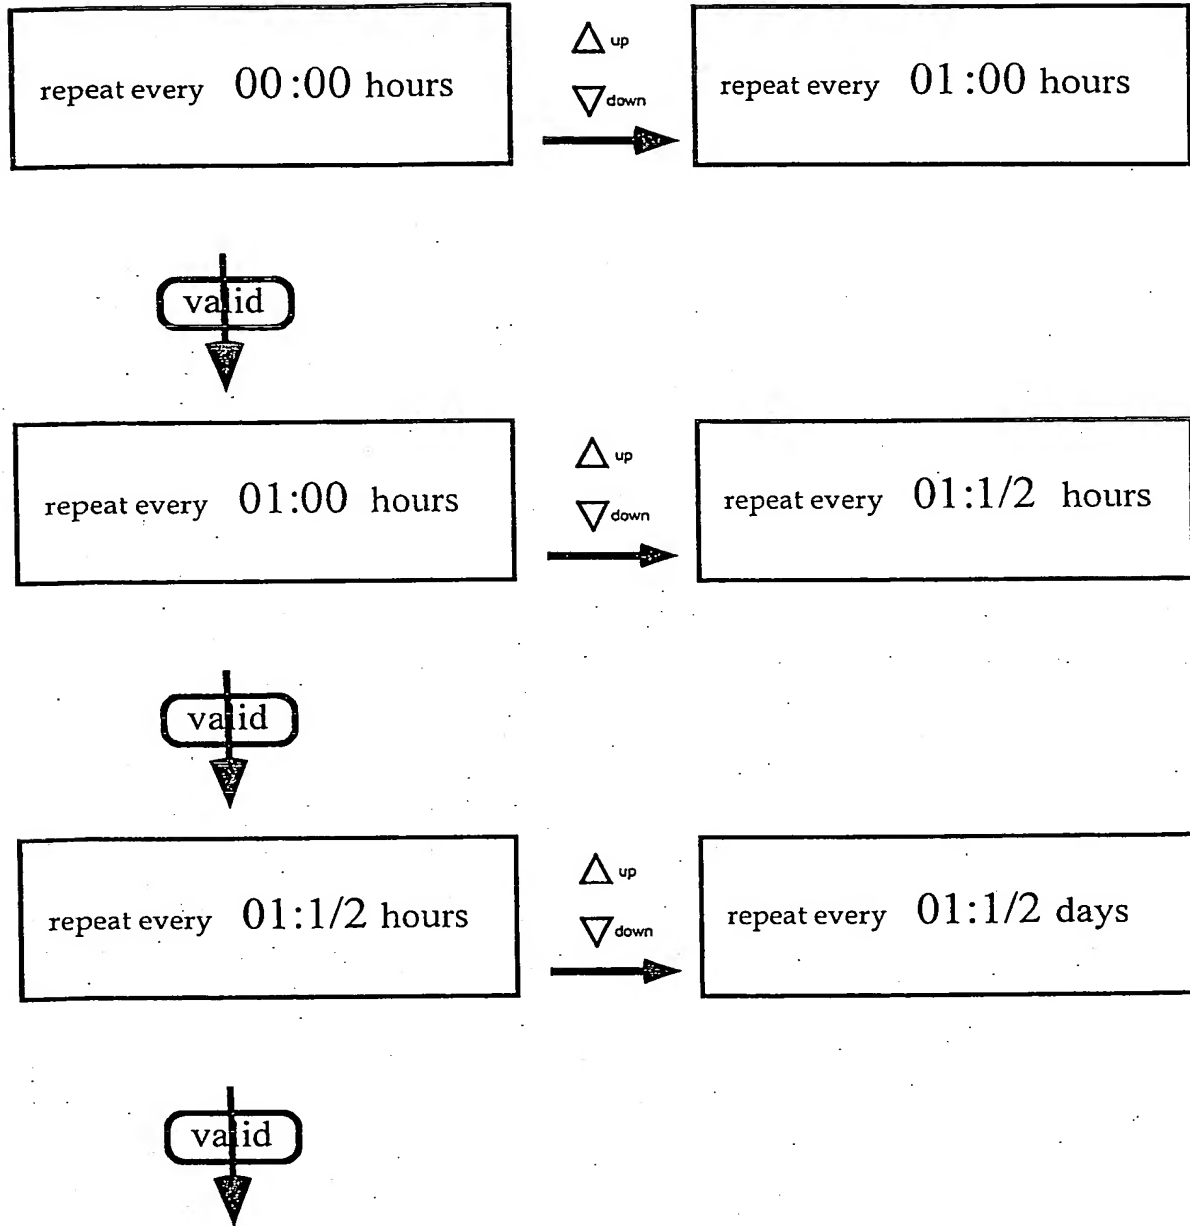 repeat every 00:00 hours
up
down
repeat every 01:00 hours
valid
repeat every 01:00 hours
up
down
repeat every 01:1/2 hours
valid
repeat every 01:1/2 hours
up
down
repeat every 01:1/2 days
valid